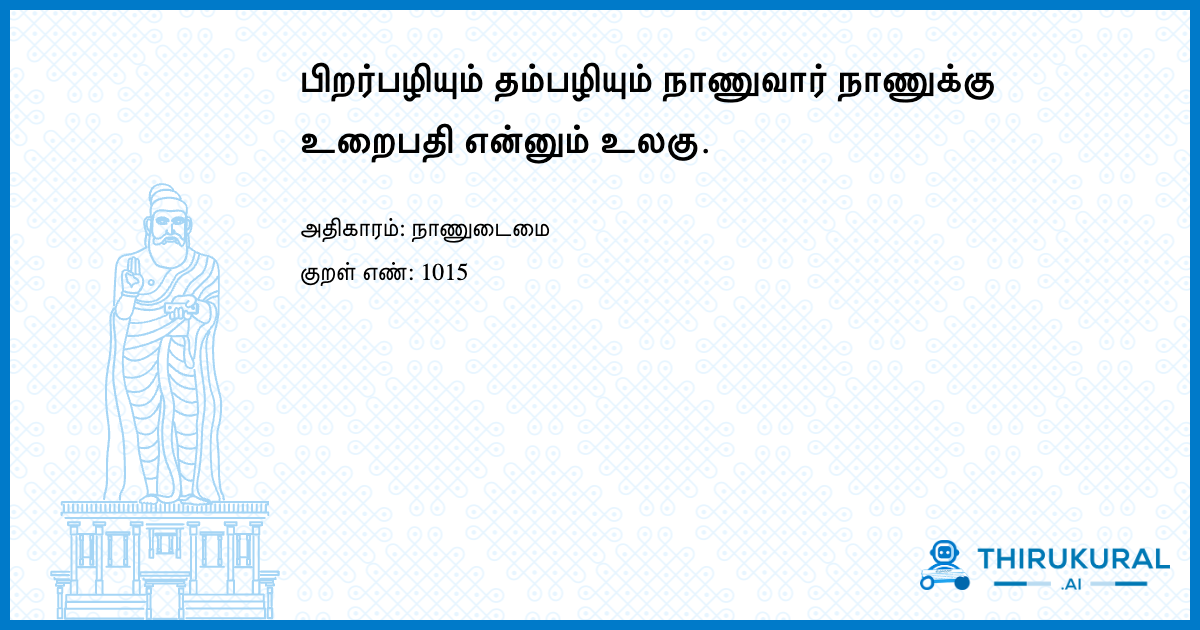 பிறர்பழியும் தம்பழியும் நாணுவார் நாணுக்கு
உறைபதி என்னும் உலகு.
அதிகாரம்: நாணுடைமை
குறள் எண்: 1015
THIRUKURAL
.AI